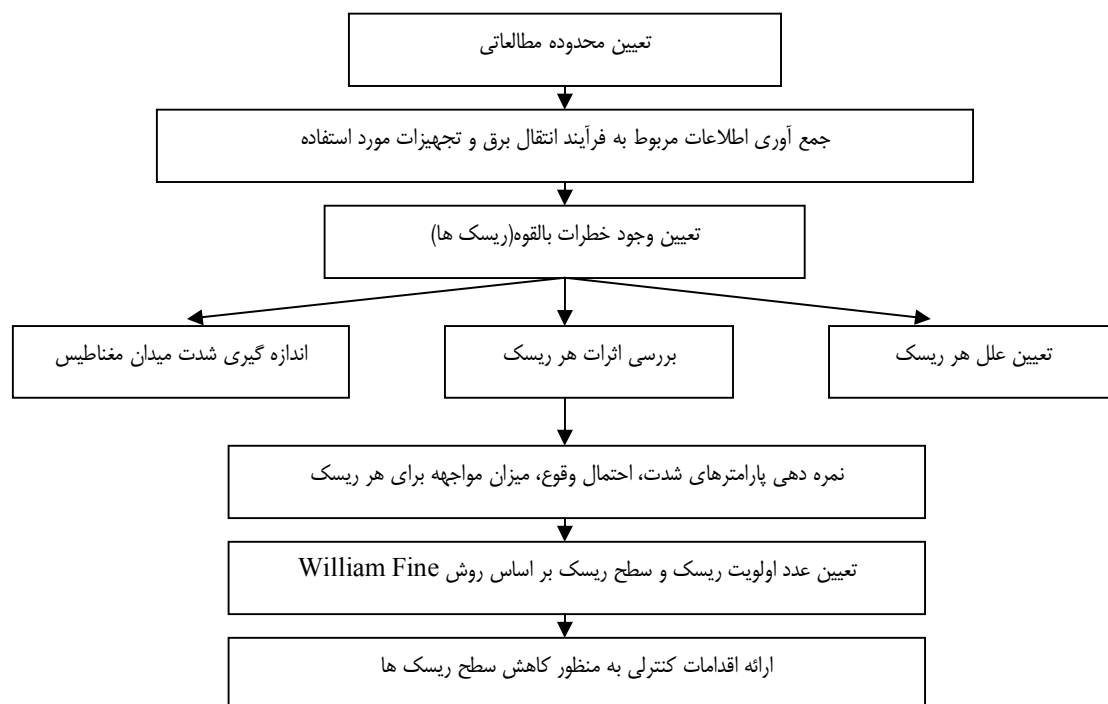 تعیین محدوده مطالعاتی
جمع آوری اطلاعات مربوط به فرآیند انتقال برق و تجهیزات مورد استفاده
تعیین وجود خطرات بالقوه(ریسک ها)
تعیین علل هر ریسک
بررسی اثرات هر ریسک
اندازه گیری شدت میدان مغناطیس
نمره دهی پارامترهای شدت، احتمال وقوع، میزان مواجهه برای هر ریسک
تعیین عدد اولویت ریسک و سطح ریسک بر اساس روش William Fine
ارائه اقدامات کنترلی به منظور کاهش سطح ریسک ها